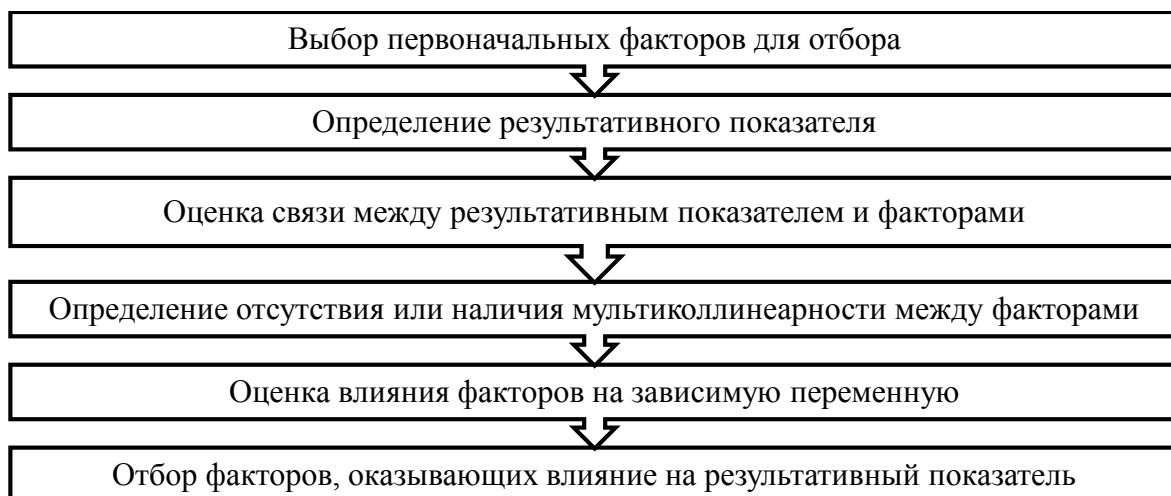 Выбор первоначальных факторов для отбора
Определение результативного показателя
Оценка связи между результативным показателем и факторами
Определение отсутствия или наличия мультиколлинеарности между факторами
Оценка влияния факторов на зависимую переменную
Отбор факторов, оказывающих влияние на результативный показатель